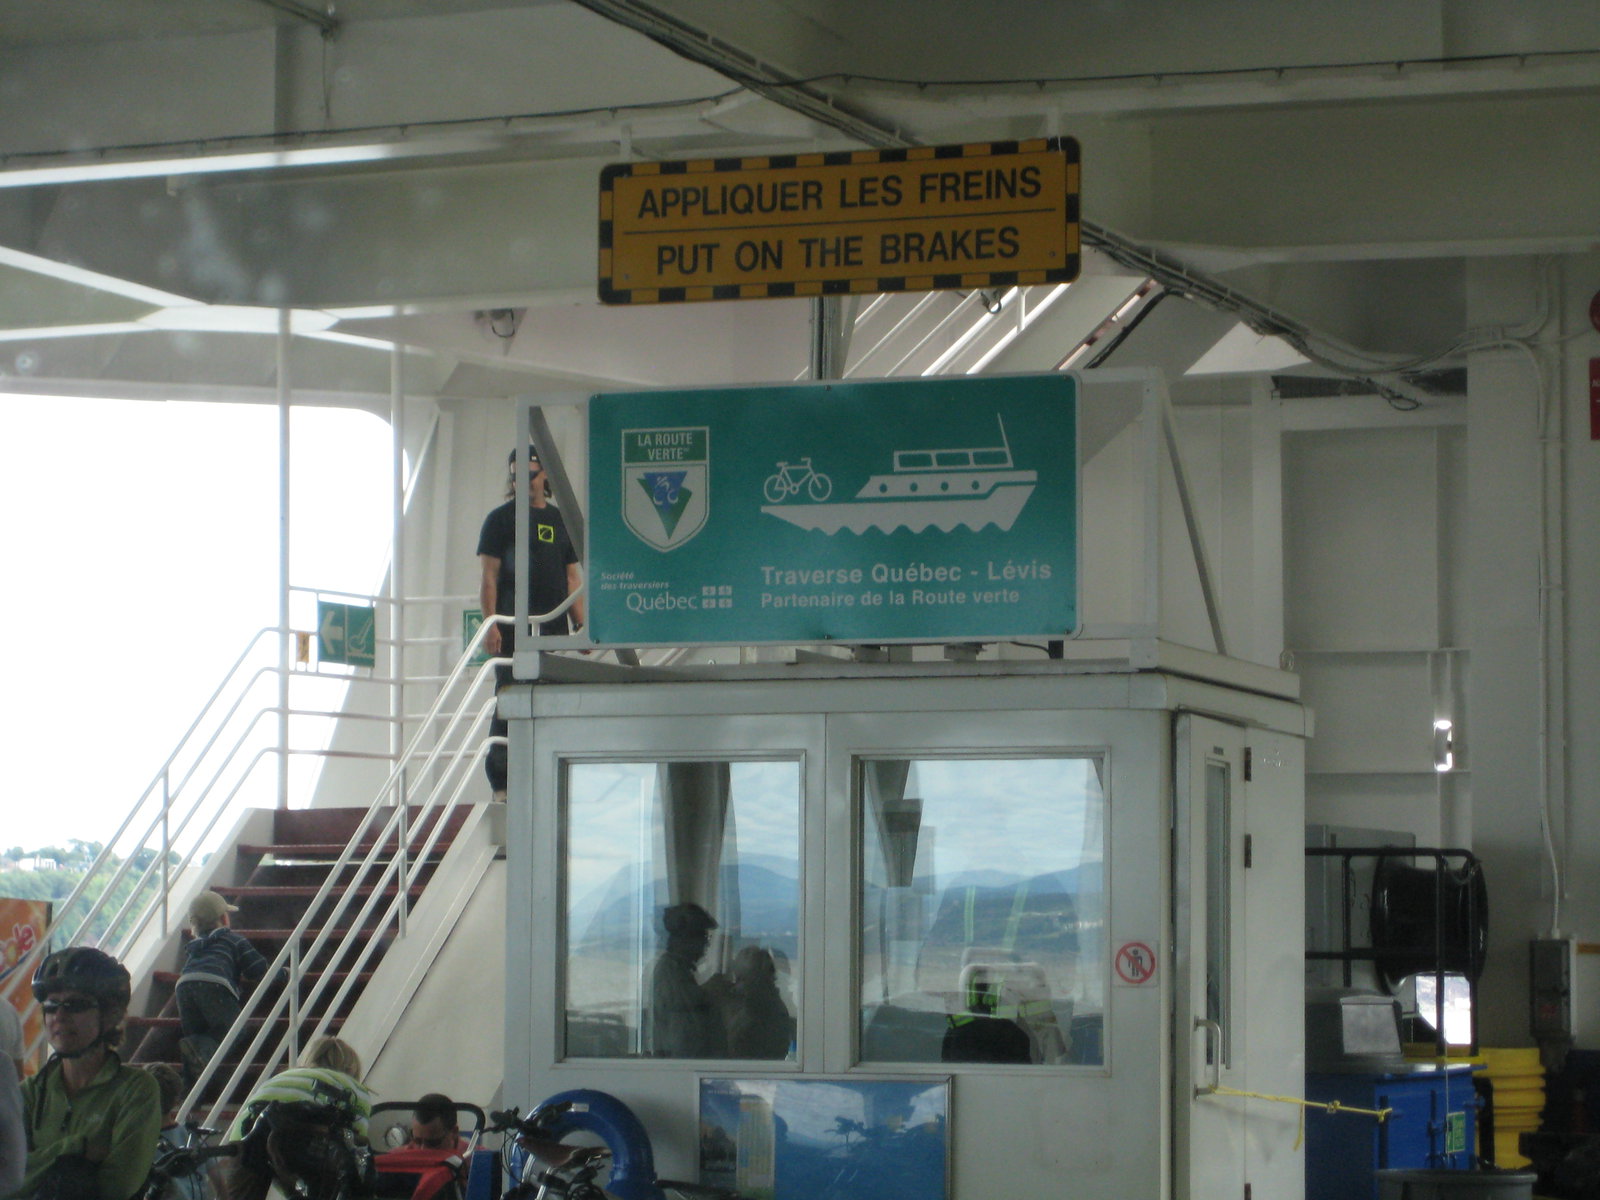 APPLIQUER LES FREINS
PUT ON THE BRAKES
LA ROUTE
VERTE
Société
des traversiers
Québec
Traverse Québec - Lévis
Partenaire de la Route verte